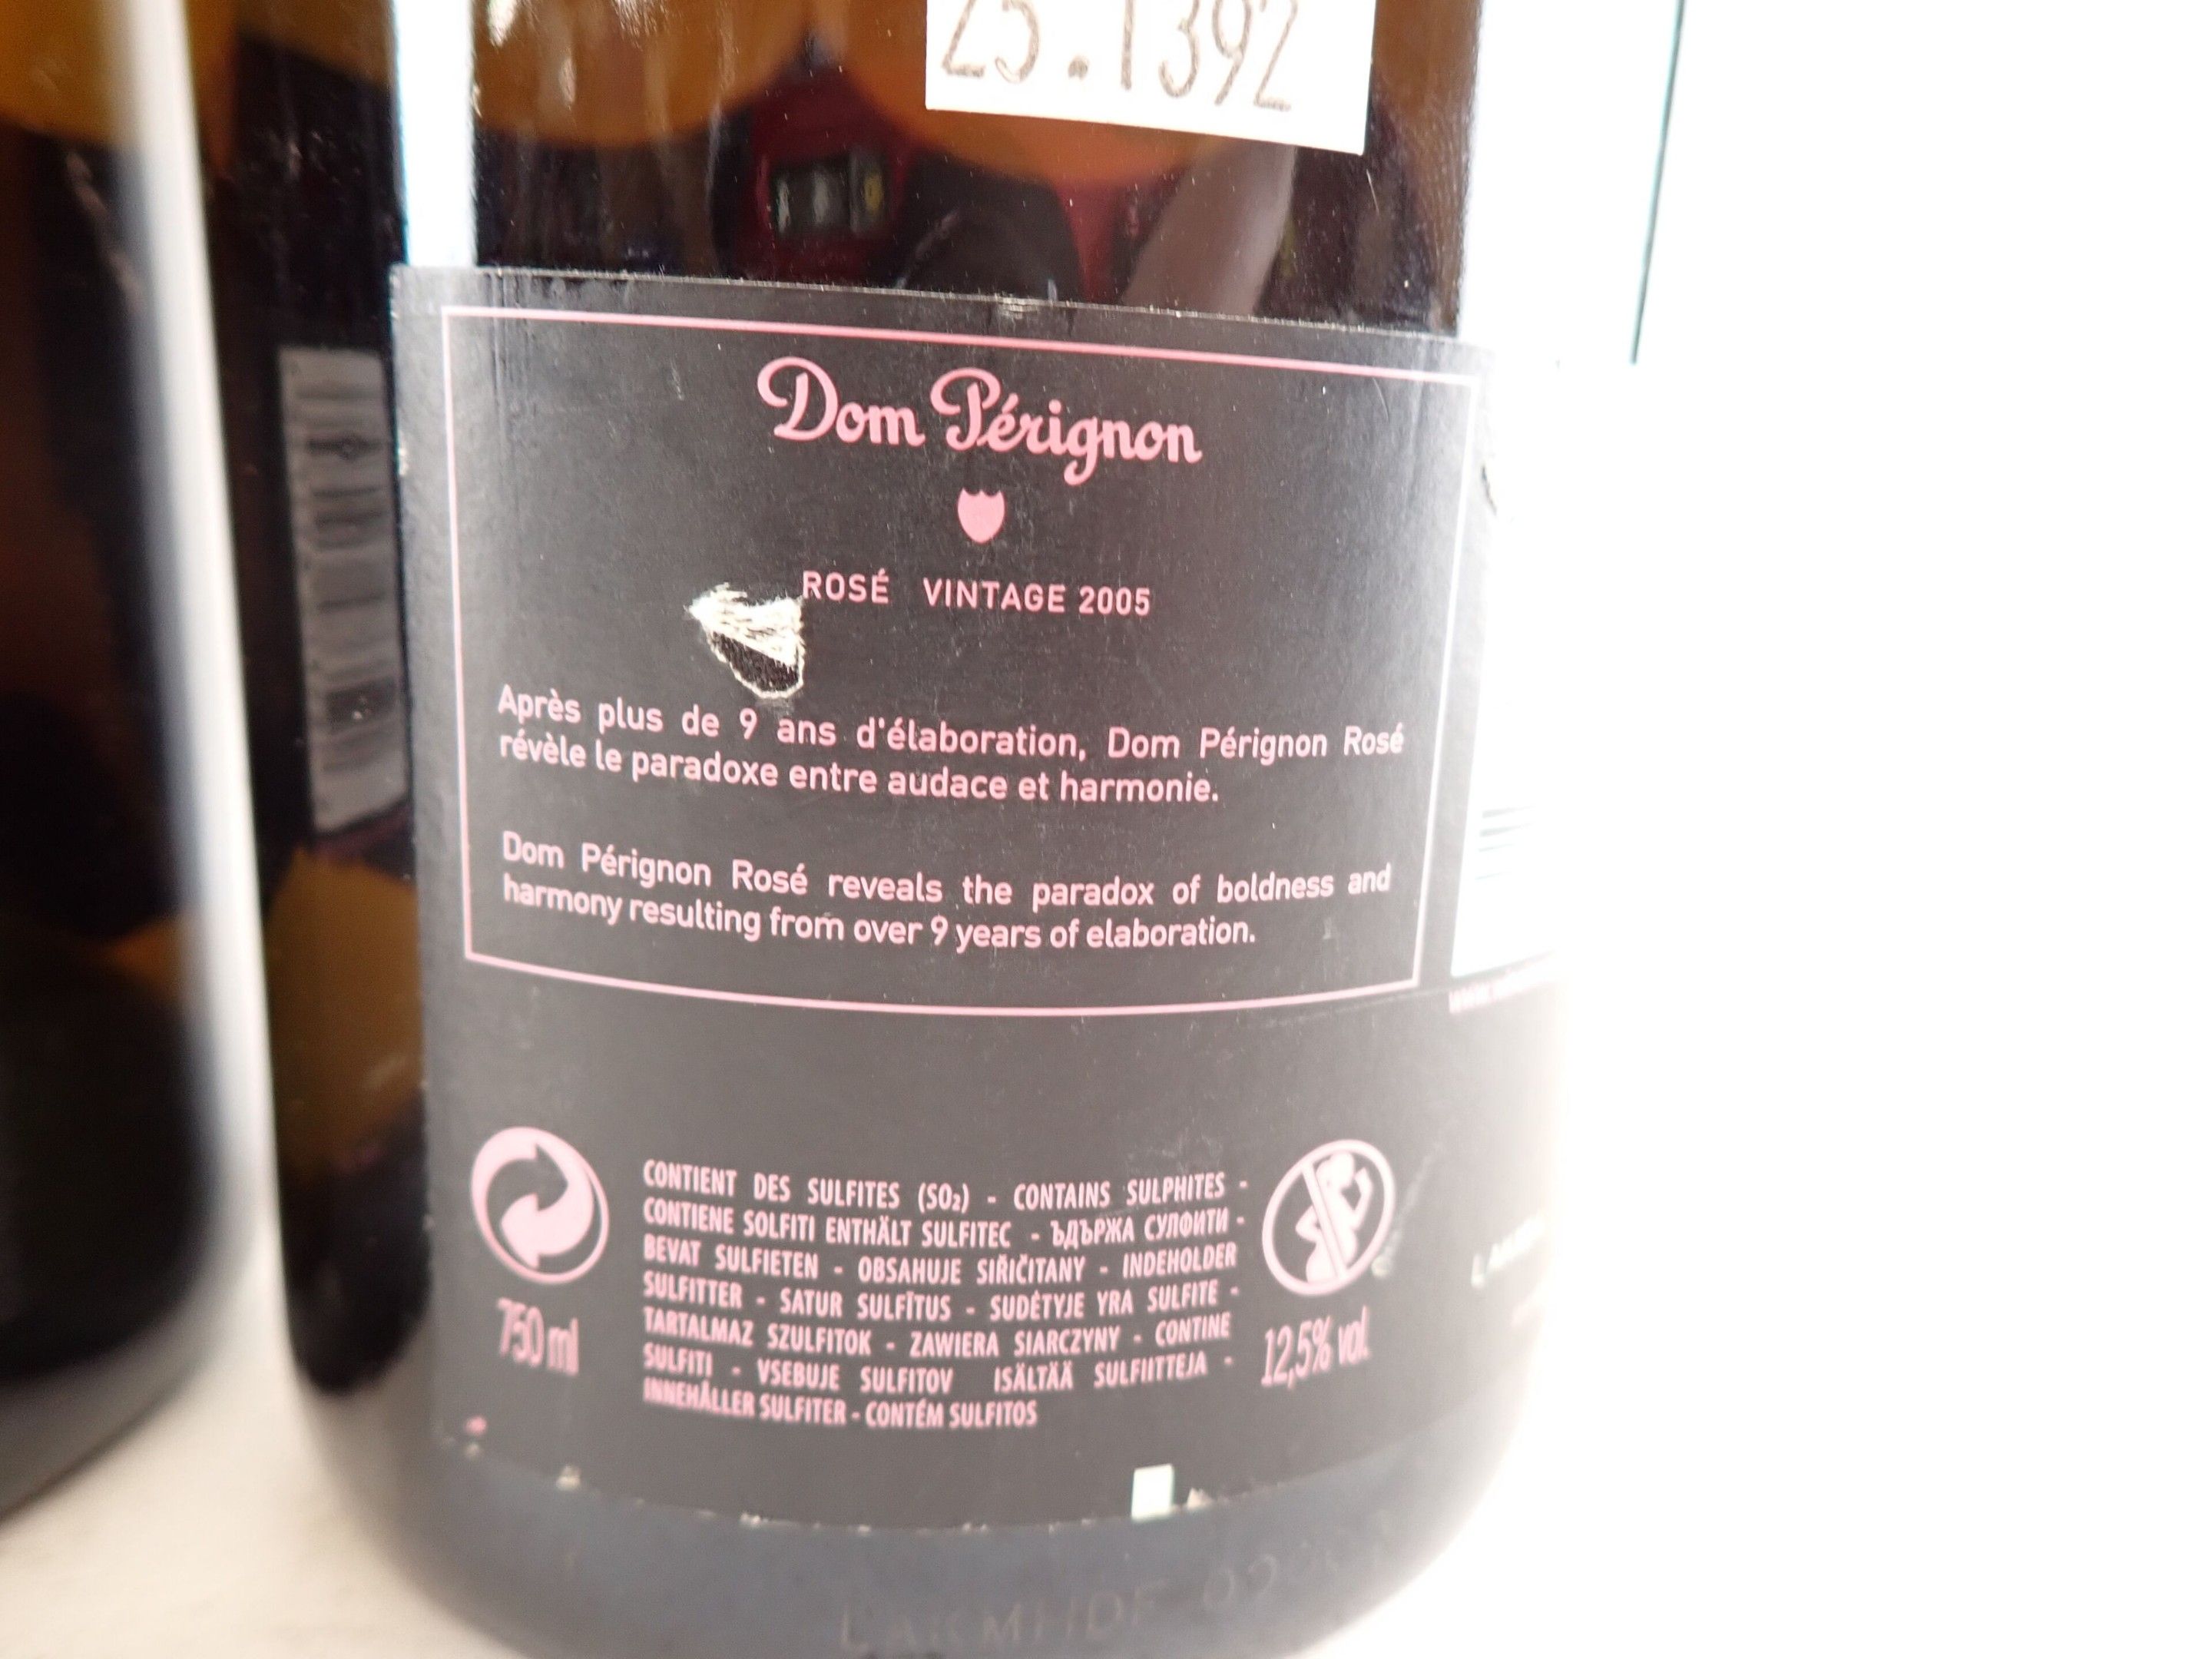 25.1392
Dom Pérignon
ROSÉ VINTAGE 2005
Après plus de 9 ans d'élaboration, Dom Pérignon Rosé
révèle le paradoxe entre audace et harmonie.
Dom Pérignon Rosé reveals the paradox of boldness and
harmony resulting from over 9 years of elaboration.
CONTIENT DES SULFITES (SO₂) - CONTAINS SULPHITES -
CONTIENE SOLFITI ENTHÄLT SULFITEC - ЪДЪРЖА СУЛФИТИ -
BEVAT SULFIETEN - OBSAHUJE SIŘIČITANY - INDEHOLDER
SULFITTER - SATUR SULFĪTUS - SUDĖTYJE YRA SULFITE -
TARTALMAZ SZULFITOK - ZAWIERA SIARCZYNY - CONTINE
SULFITI - VSEBUJE SULFITOV ISÄLTÄÄ SULFIITTEJA -
INNEHÅLLER SULFITER - CONTÉM SULFITOS
750 ml
12,5% vol.